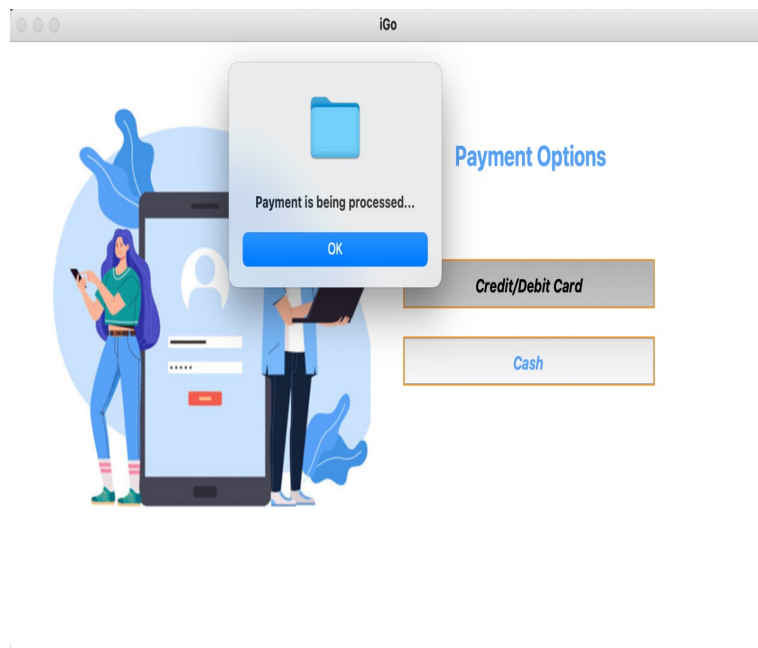 iGo
Payment is being processed...
OK
Payment Options
Credit/Debit Card
Cash